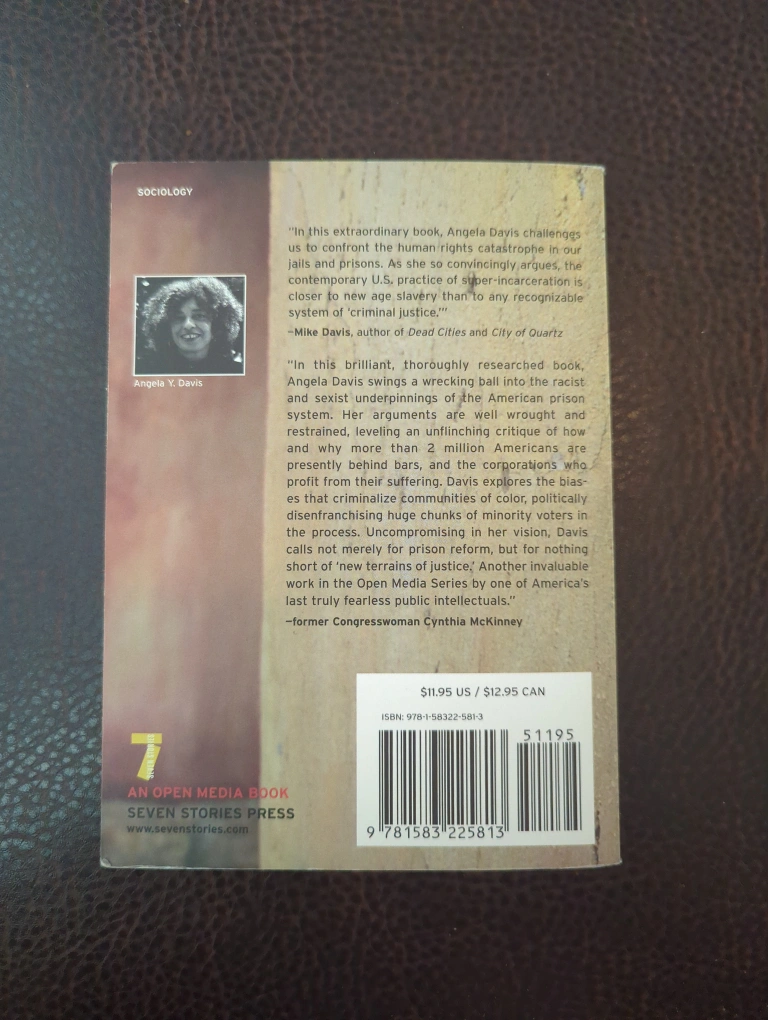 SOCIOLOGY
Angela Y. Davis
"In this extraordinary book, Angela Davis challenges
us to confront the human rights catastrophe in our
jails and prisons. As she so convincingly argues, the
contemporary U.S. practice of super-incarceration is
closer to new age slavery than to any recognizable
system of 'criminal justice.'"
–Mike Davis, author of Dead Cities and City of Quartz
"In this brilliant, thoroughly researched book,
Angela Davis swings a wrecking ball into the racist
and sexist underpinnings of the American prison
system. Her arguments are well wrought and
restrained, leveling an unflinching critique of how
and why more than 2 million Americans are
presently behind bars, and the corporations who
profit from their suffering. Davis explores the bias-
es that criminalize communities of color, politically
disenfranchising huge chunks of minority voters in
the process. Uncompromising in her vision, Davis
calls not merely for prison reform, but for nothing
short of 'new terrains of justice.' Another invaluable
work in the Open Media Series by one of America's
last truly fearless public intellectuals."
–former Congresswoman Cynthia McKinney
7
SEVEN STORIES
AN OPEN MEDIA BOOK
SEVEN STORIES PRESS
www.sevenstories.com
$11.95 US / $12.95 CAN
ISBN: 978-1-58322-581-3
51195
9 781583 225813